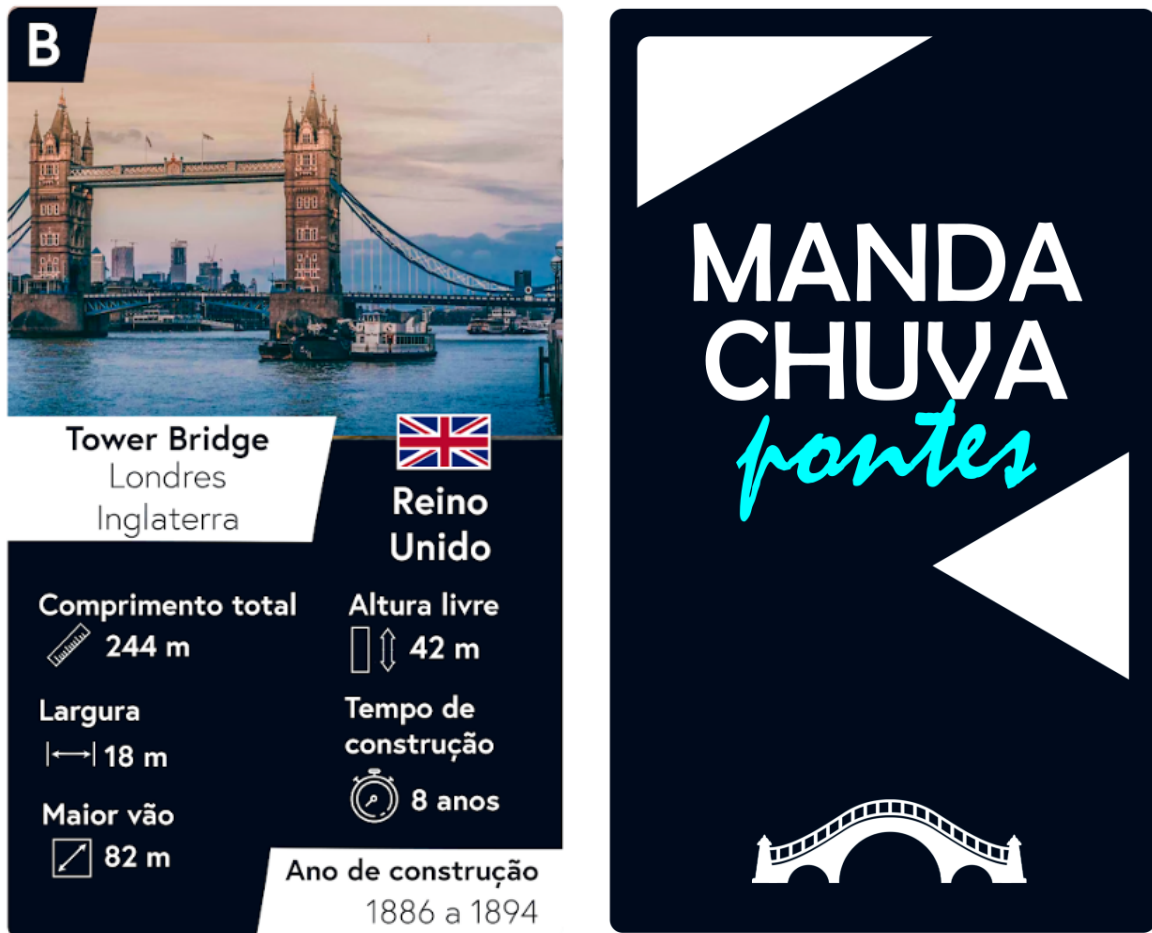 B
Tower Bridge
Londres
Inglaterra
Reino
Unido
Comprimento total
244 m
Altura livre
42 m
Largura
18 m
Tempo de
construção
8 anos
Maior vão
82 m
Ano de construção
1886 a 1894
MANDA
CHUVA
pontes